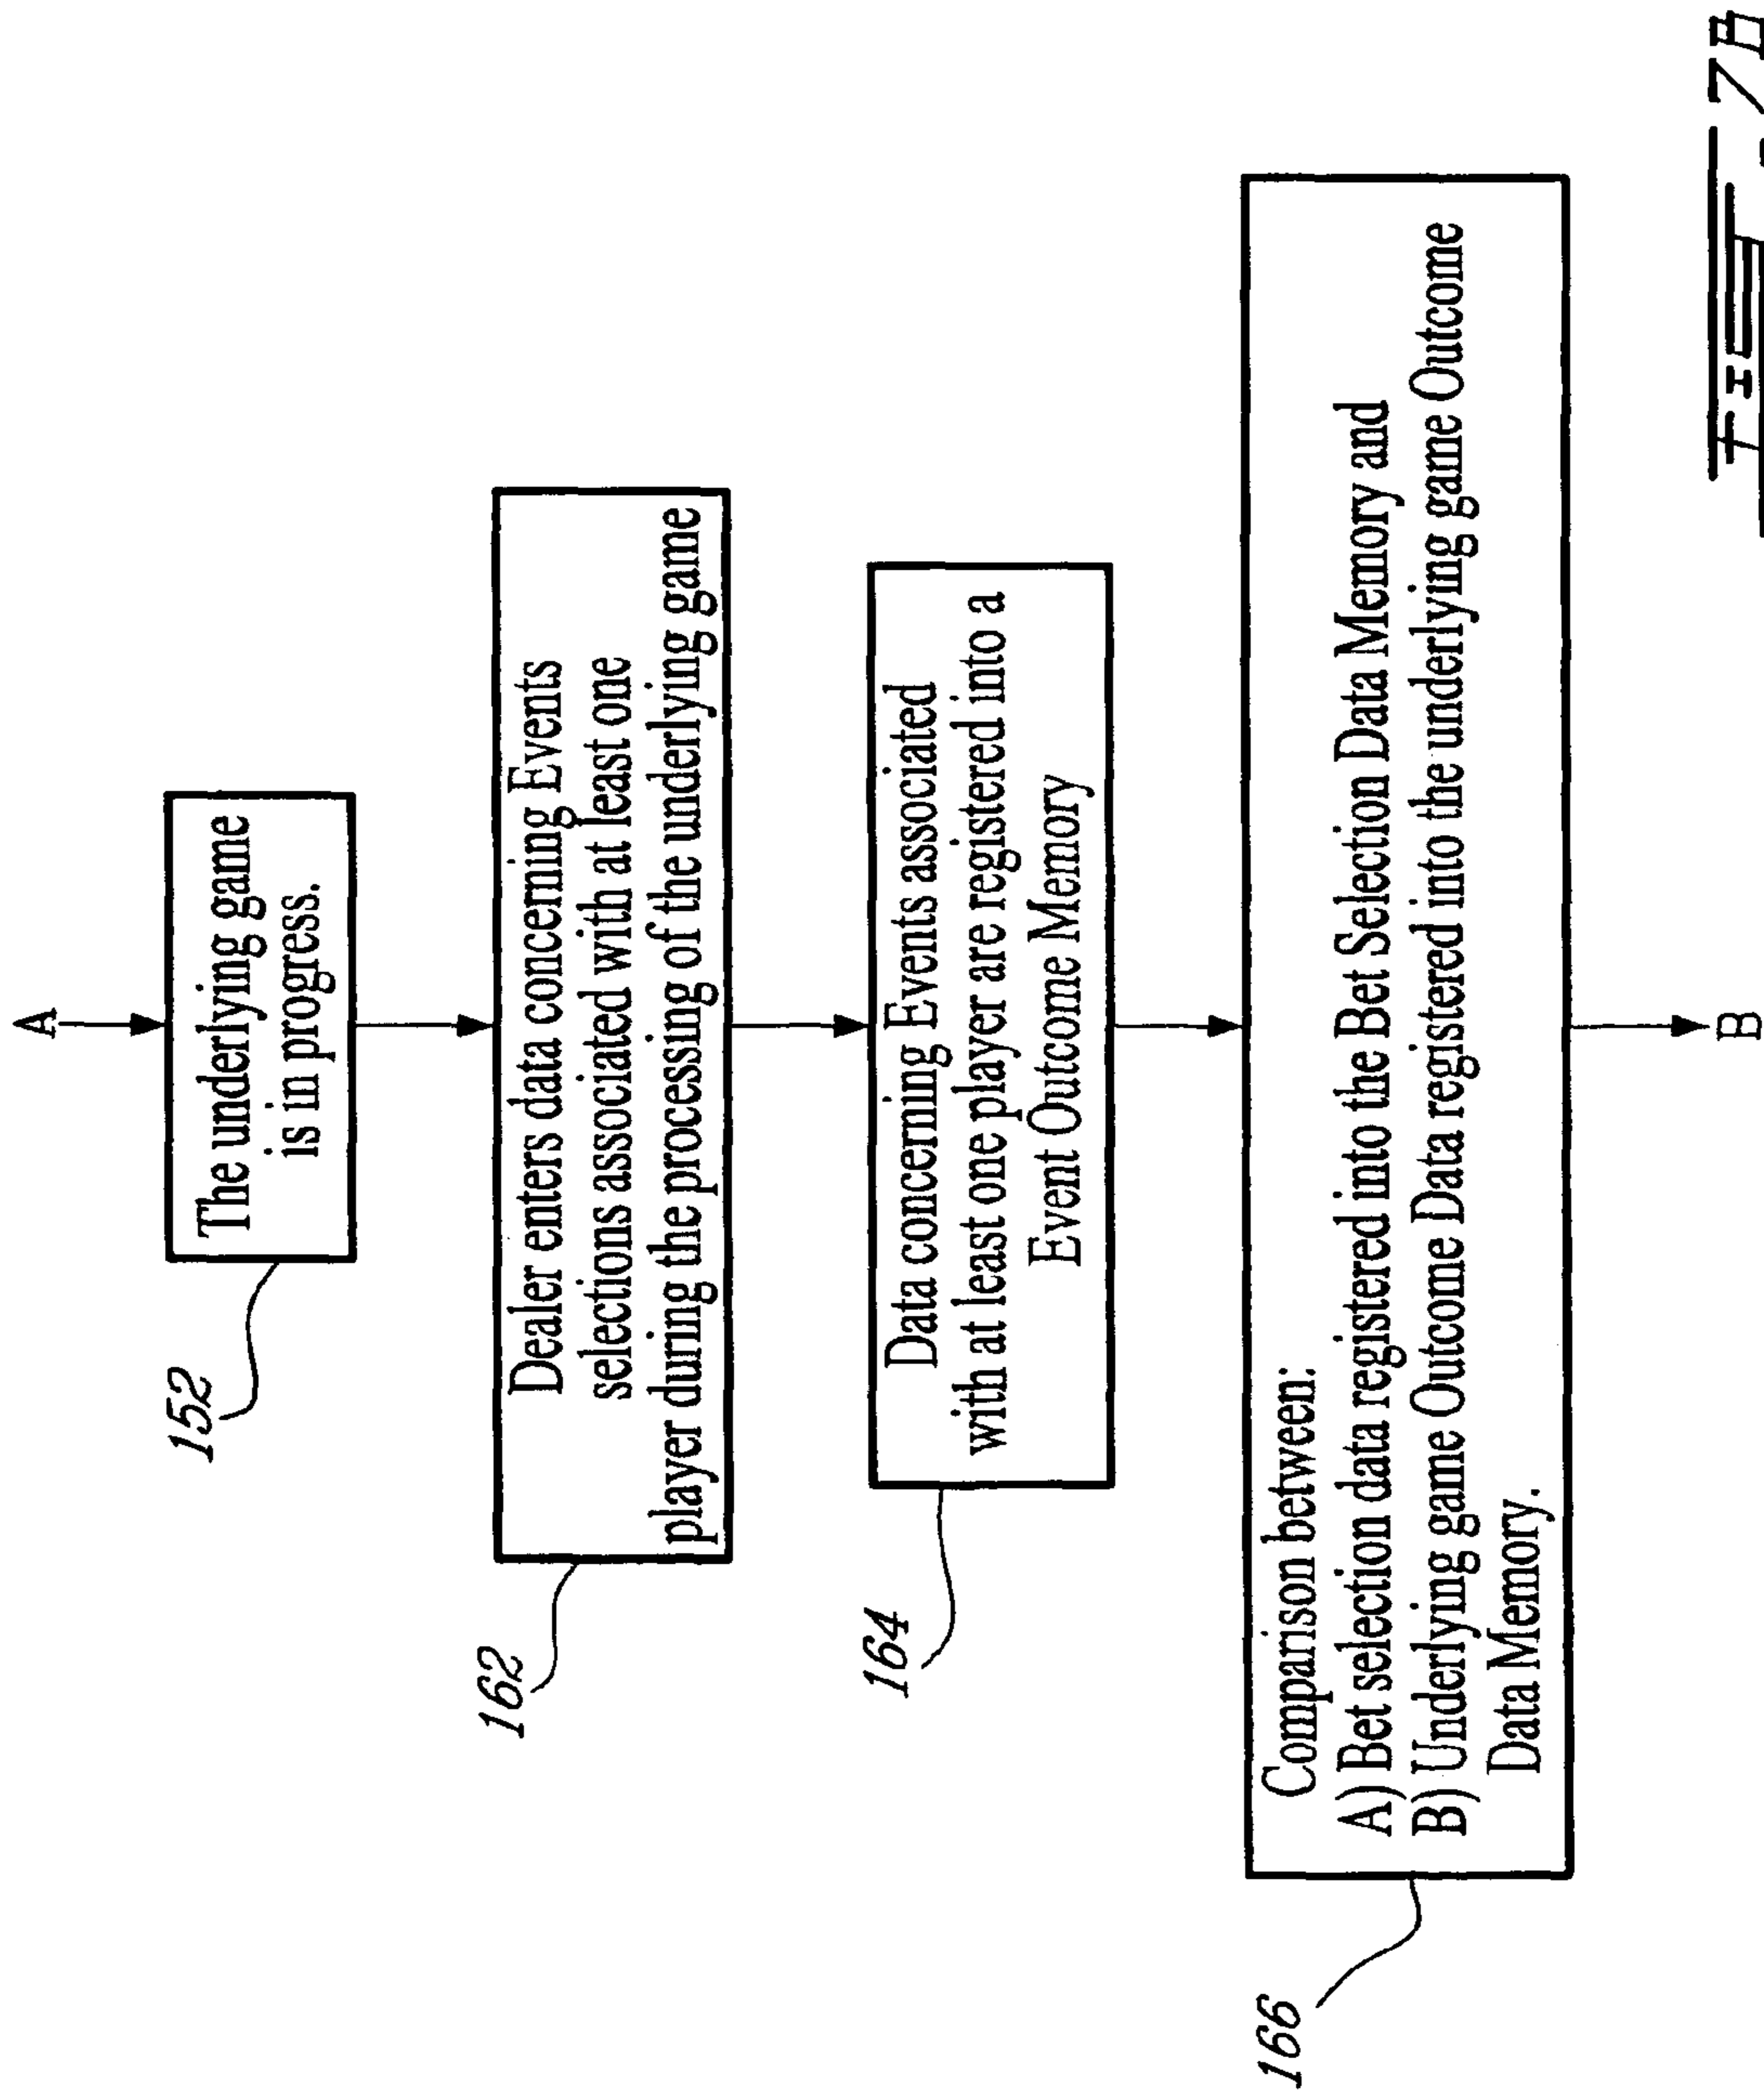 A
The underlying game
is in progress.
152
Dealer enters data concerning Events
selections associated with at least one
player during the processing of the underlying game
162
Data concerning Events associated
with at least one player are registered into a
Event Outcome Memory
164
Comparison between:
A) Bet selection data registered into the Bet Selection Data Memory and
B) Underlying game Outcome Data registered into the underlying game Outcome
Data Memory.
166
B
FIG-7B